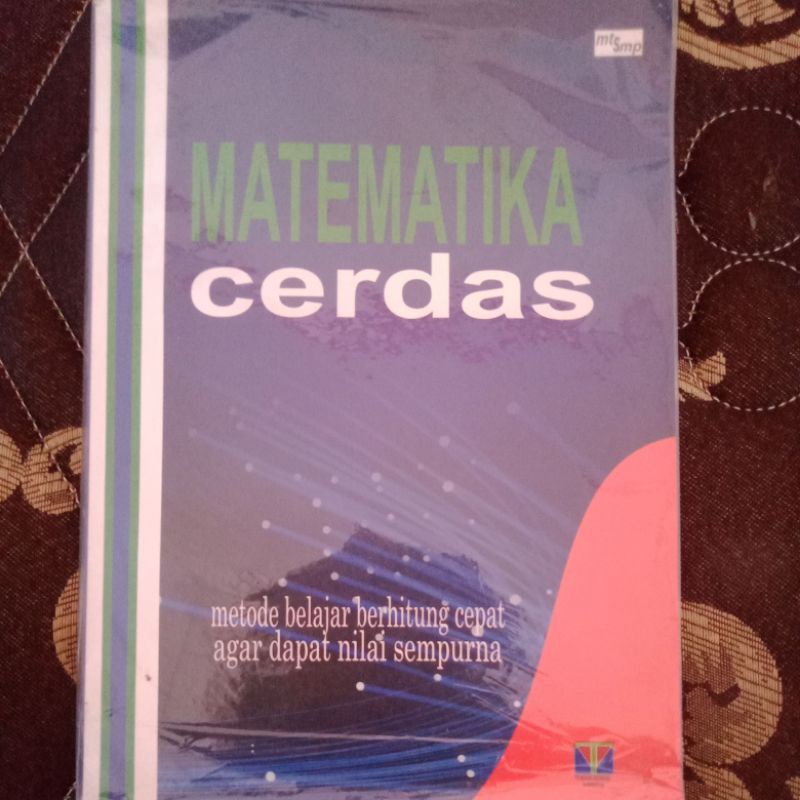 mts
smp
MATEMATIKA
cerdas
metode belajar berhitung cepat
agar dapat nilai sempurna